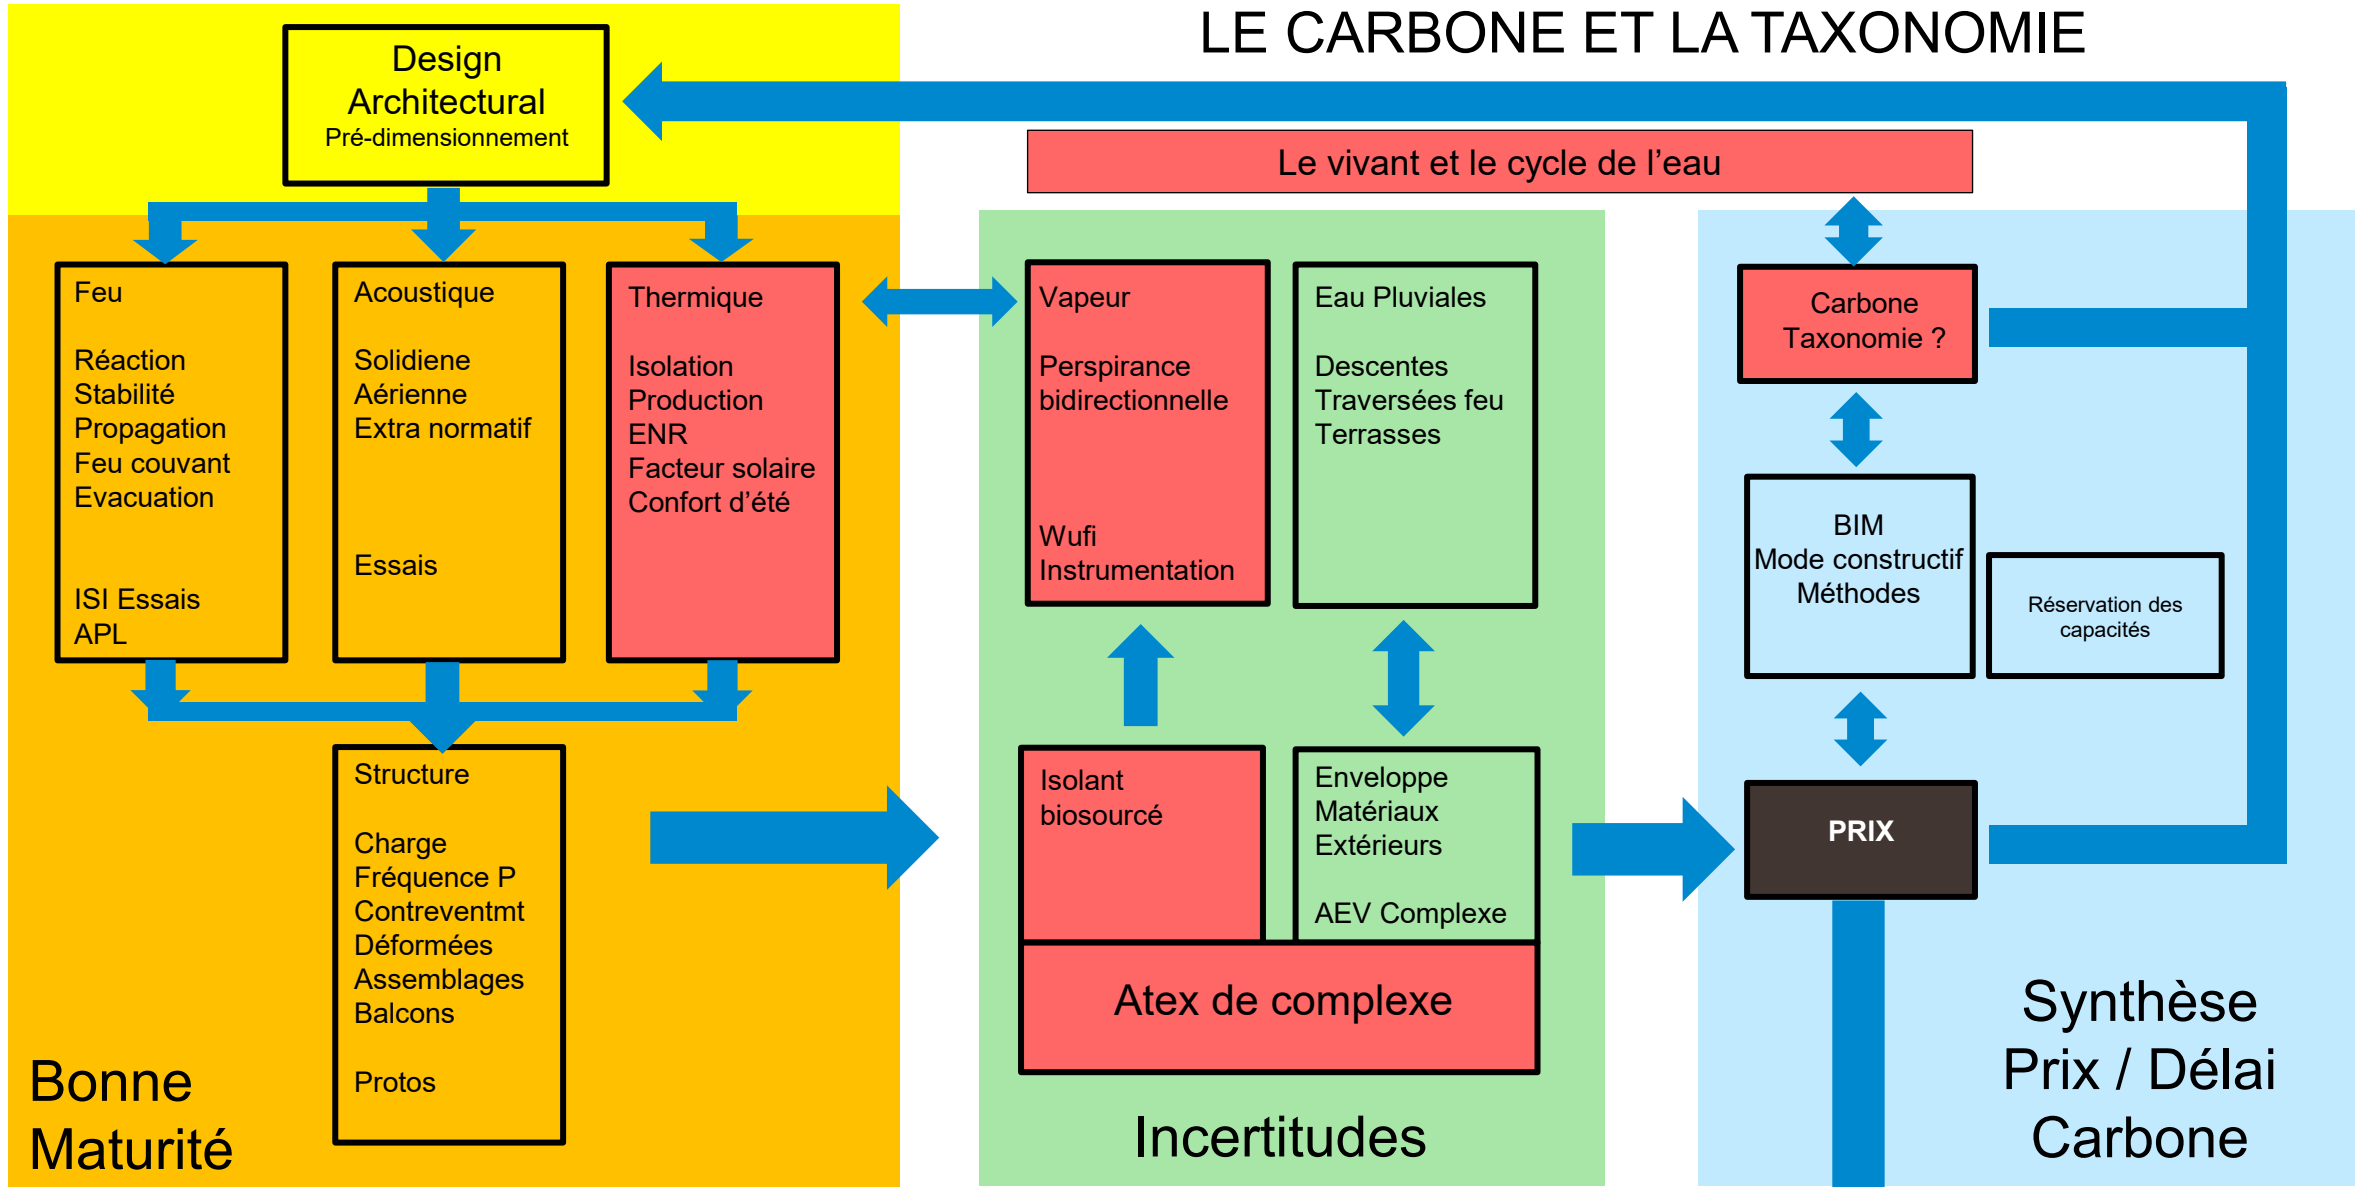 LE CARBONE ET LA TAXONOMIE
Design
Architectural
Pré-dimensionnement
Le vivant et le cycle de l’eau
Feu
Réaction
Stabilité
Propagation
Feu couvant
Evacuation
ISI Essais
APL
Acoustique
Solidiene
Aérienne
Extra normatif
Essais
Thermique
Isolation
Production
ENR
Facteur solaire
Confort d’été
Structure
Charge
Fréquence P
Contreventmt
Déformées
Assemblages
Balcons
Protos
Bonne
Maturité
Vapeur
Perspirance
bidirectionnelle
Wufi
Instrumentation
Eau Pluviales
Descentes
Traversées feu
Terrasses
Isolant
biosourcé
Enveloppe
Matériaux
Extérieurs
AEV Complexe
Atex de complexe
Incertitudes
Carbone
Taxonomie ?
BIM
Mode constructif
Méthodes
Réservation des
capacités
PRIX
Synthèse
Prix / Délai
Carbone